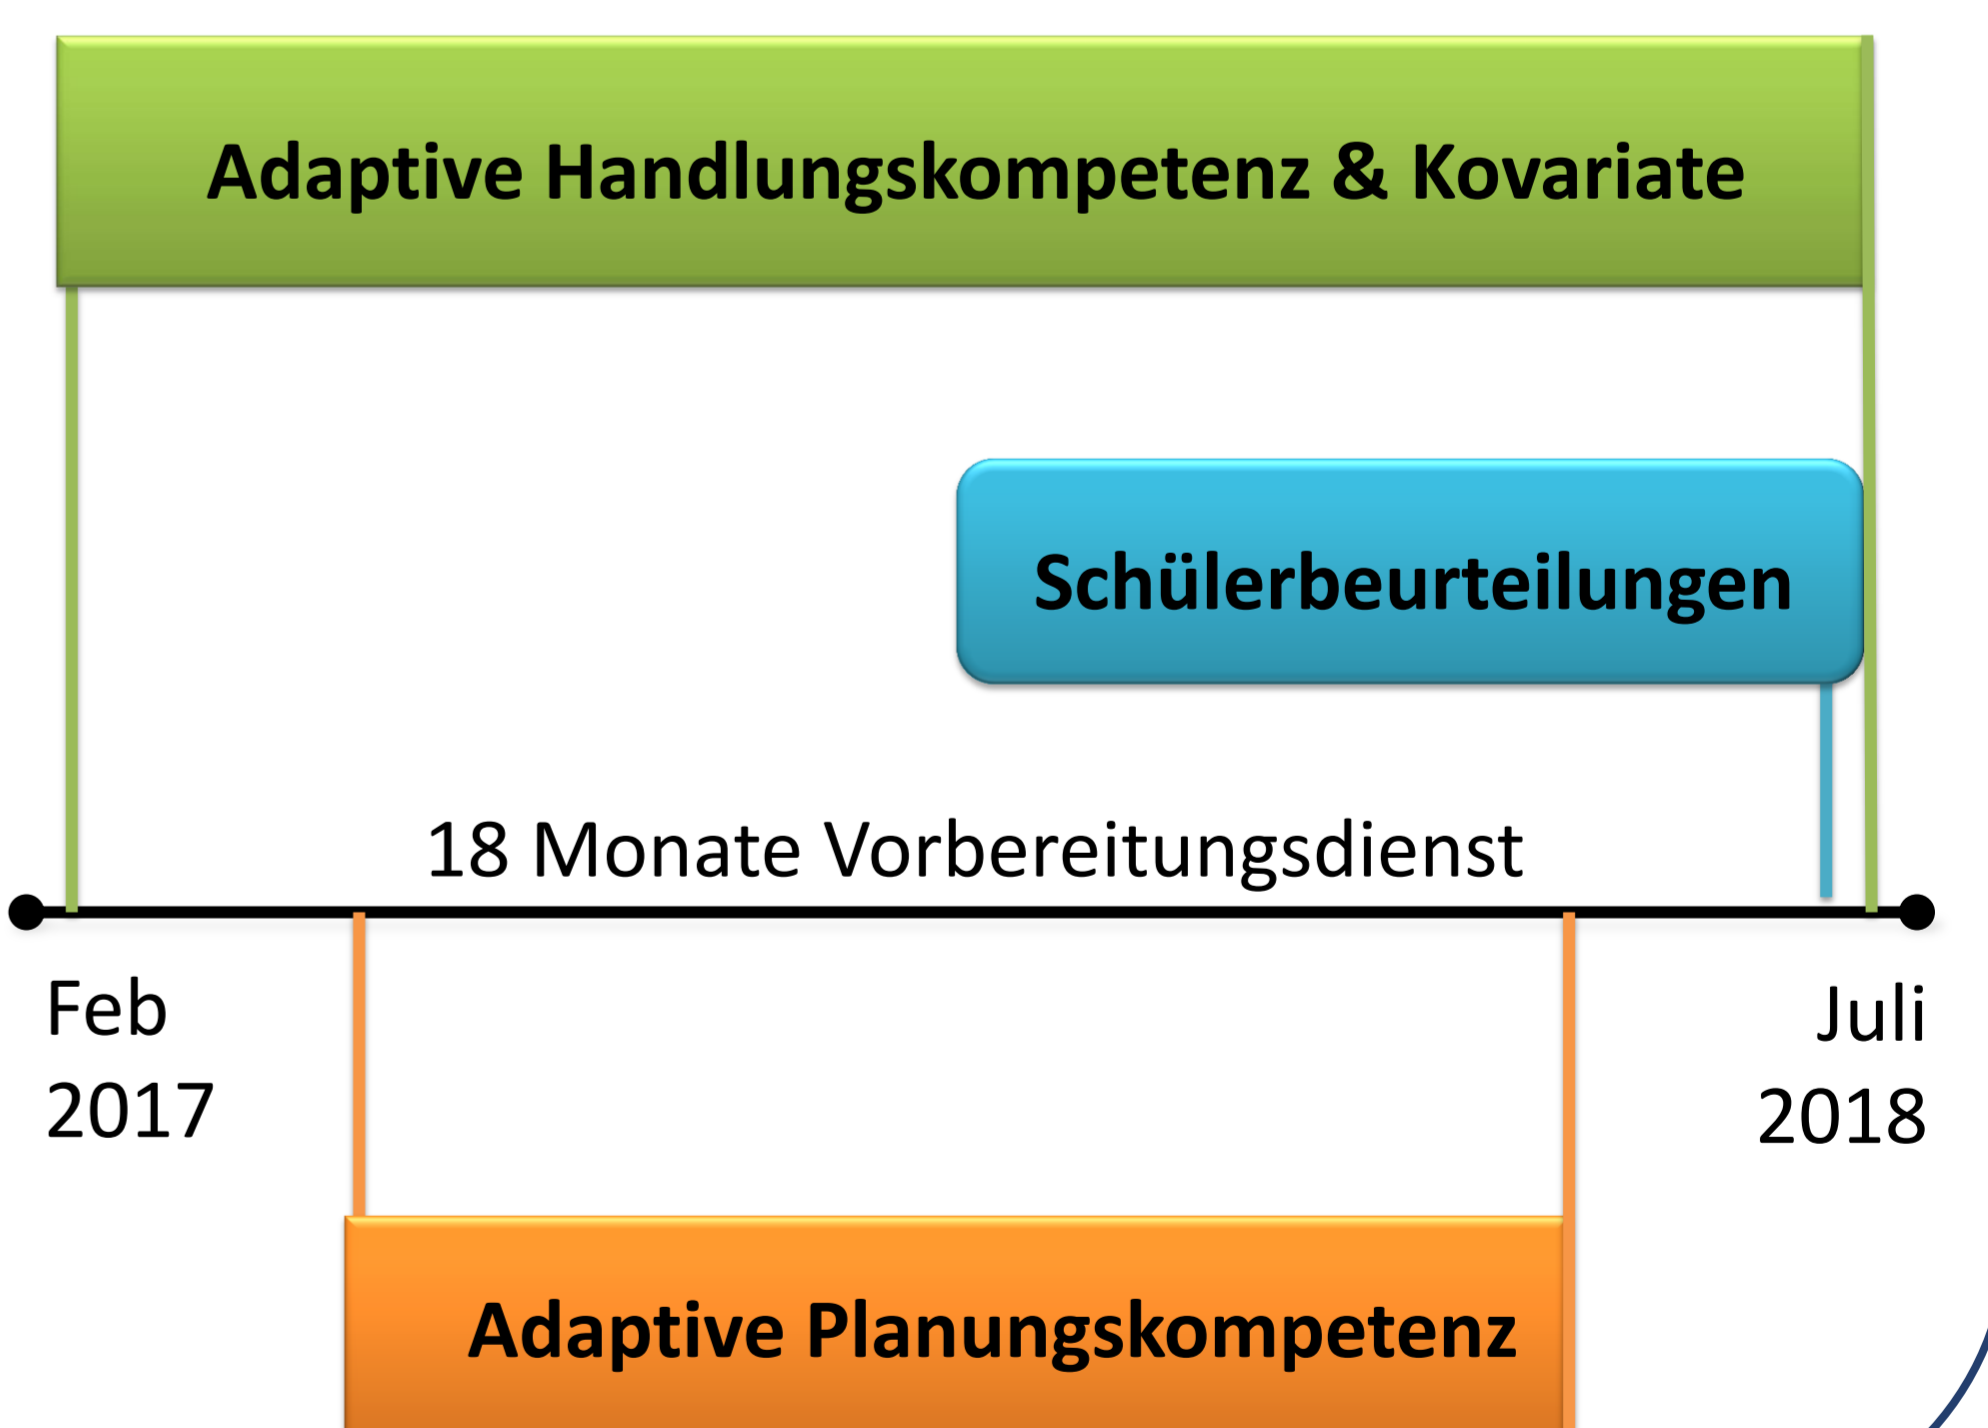 Adaptive Handlungskompetenz & Kovariate
Schülerbeurteilungen
18 Monate Vorbereitungsdienst
Feb
2017
Juli
2018
Adaptive Planungskompetenz